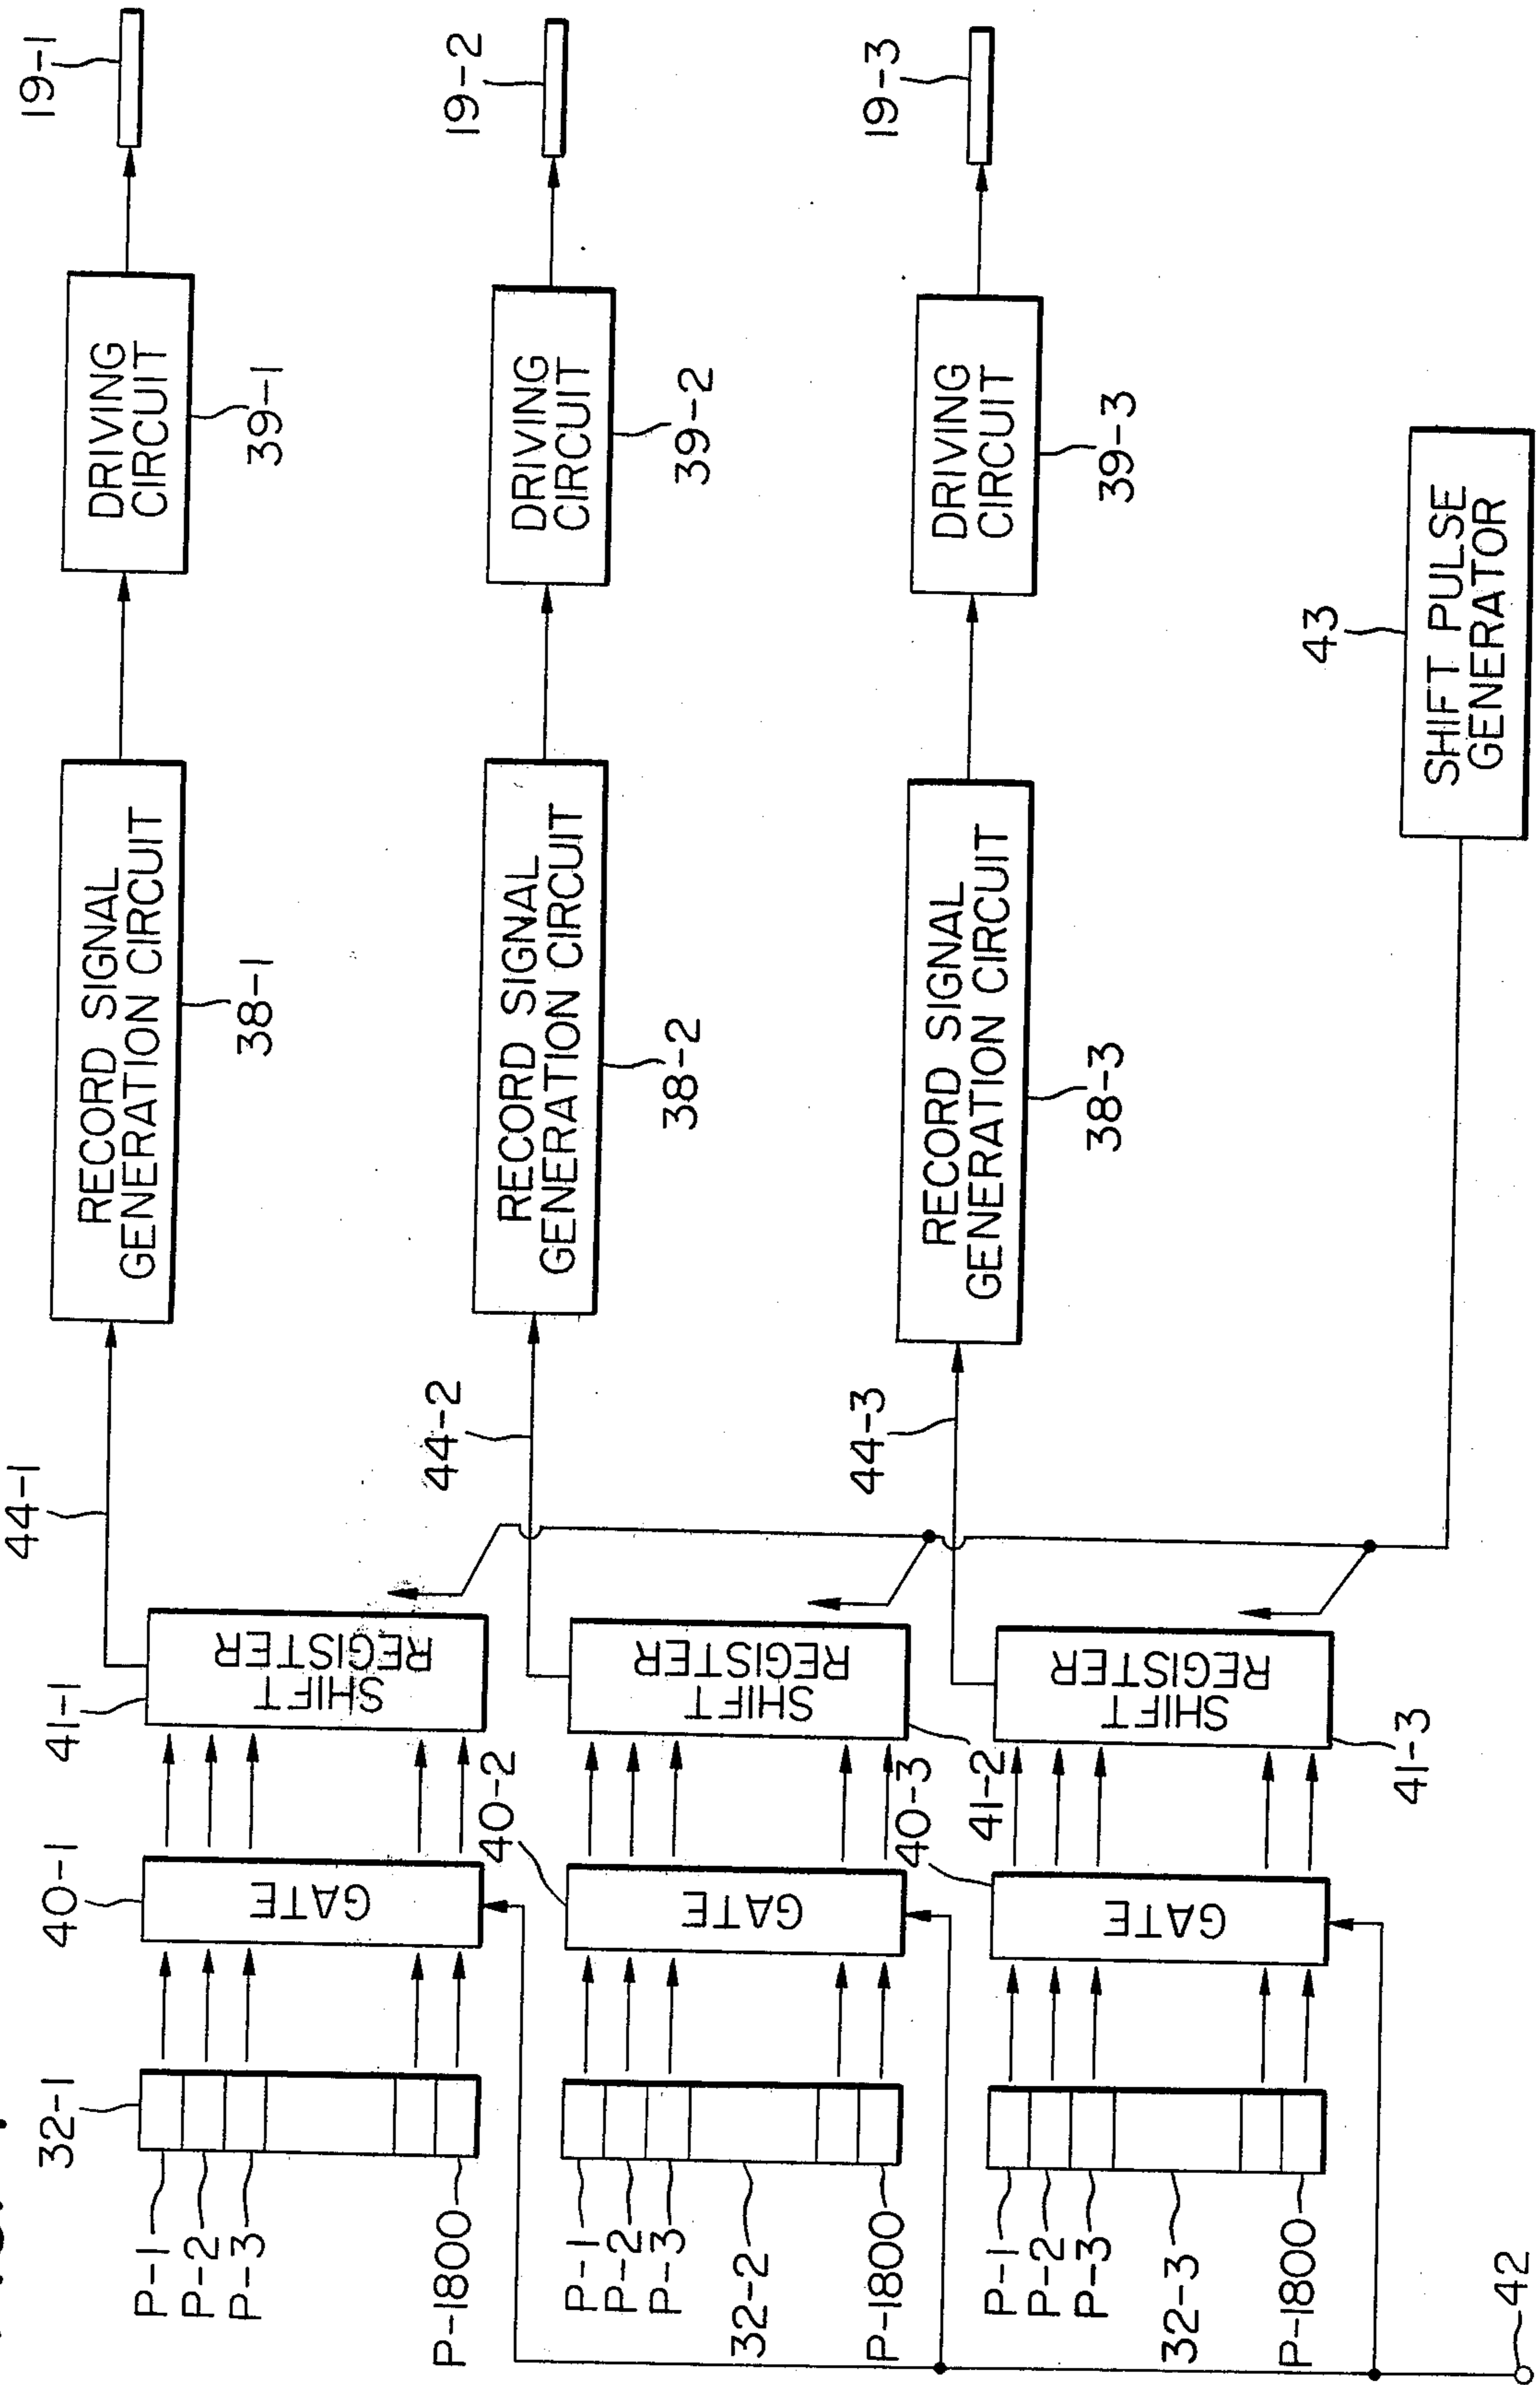 P-1
P-2
P-3
P-1800
32-1
40-1
GATE
41-1
SHIFT
REGISTER
44-1
RECORD SIGNAL
GENERATION CIRCUIT
38-1
DRIVING
CIRCUIT
39-1
19-1
P-1
P-2
P-3
32-2
P-1800
40-2
GATE
41-2
SHIFT
REGISTER
44-2
RECORD SIGNAL
GENERATION CIRCUIT
38-2
DRIVING
CIRCUIT
39-2
19-2
P-1
P-2
P-3
32-3
P-1800
40-3
GATE
41-3
SHIFT
REGISTER
44-3
RECORD SIGNAL
GENERATION CIRCUIT
38-3
DRIVING
CIRCUIT
39-3
19-3
42
43
SHIFT PULSE
GENERATOR